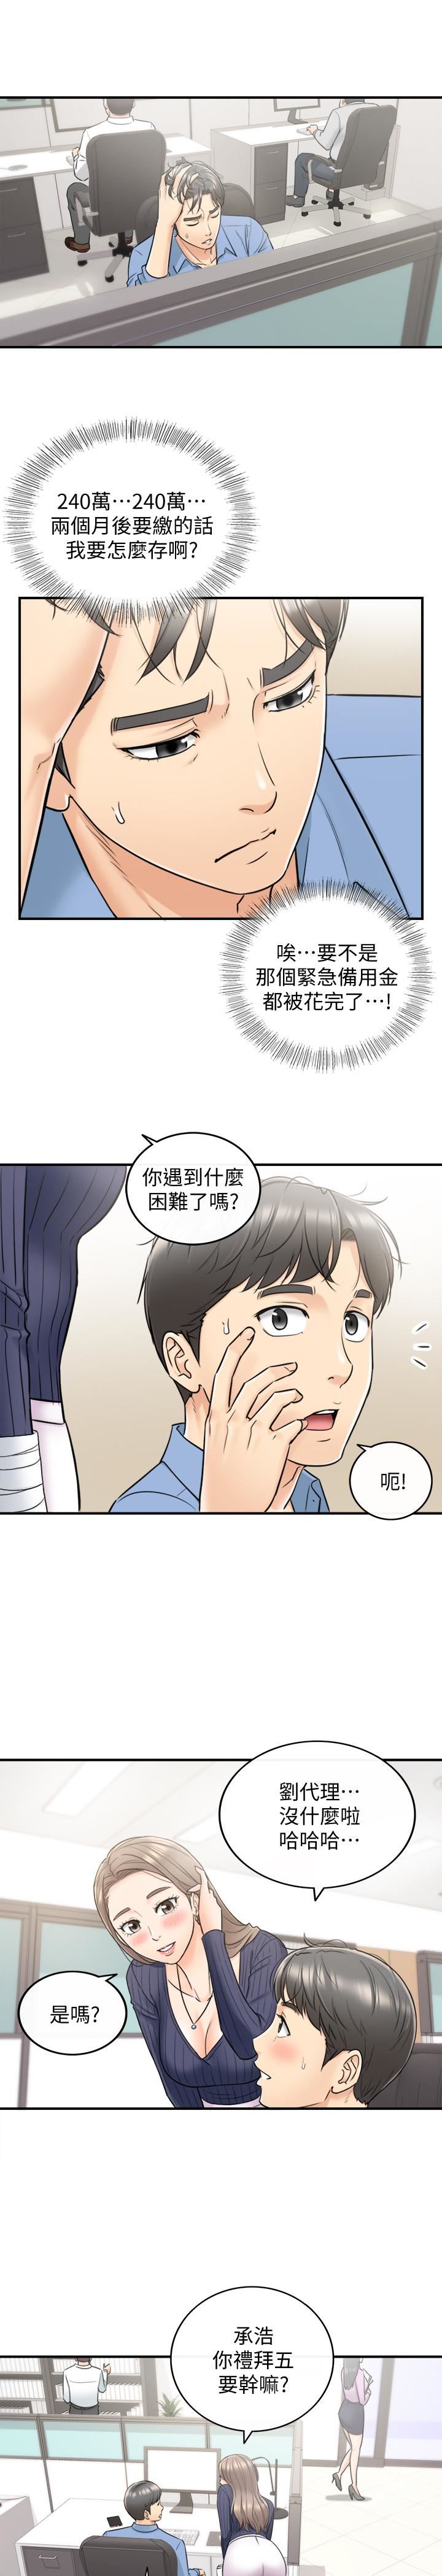 240萬⋯240萬⋯
兩個月後要繳的話
我要怎麼存啊?
唉⋯要不是
那個緊急備用金
都被花完了⋯!
你遇到什麼
困難了嗎?
呃!
劉代理⋯
沒什麼啦
哈哈哈⋯
是嗎?
承浩
你禮拜五
要幹嘛?